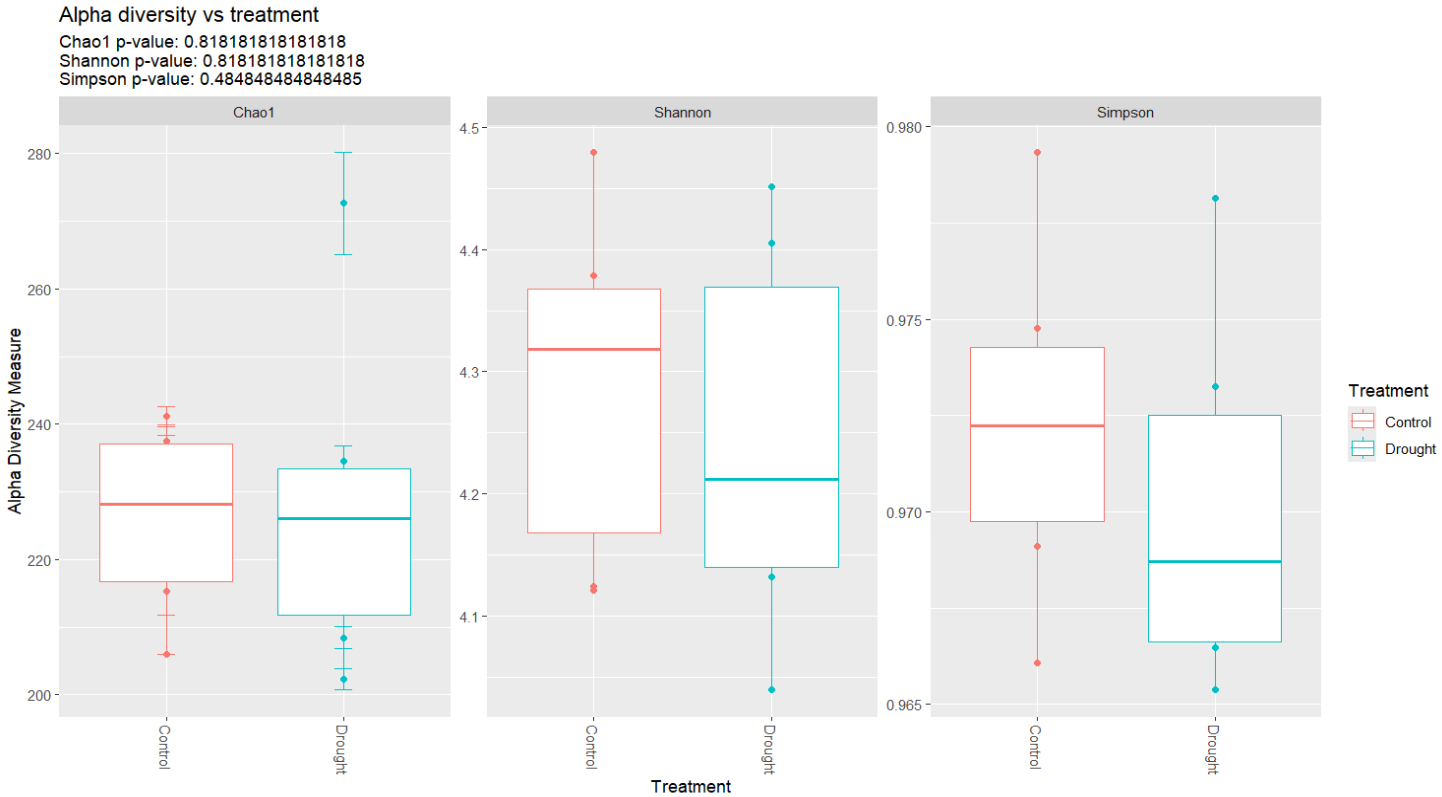 Alpha diversity vs treatment
Chao1 p-value: 0.818181818181818
Shannon p-value: 0.818181818181818
Simpson p-value: 0.484848484848485
Chao1
Shannon
Simpson
Alpha Diversity Measure
280
260
240
220
200
4.5
4.4
4.3
4.2
4.1
0.980
0.975
0.970
0.965
Control
Drought
Control
Drought
Control
Drought
Treatment
Treatment
Control
Drought